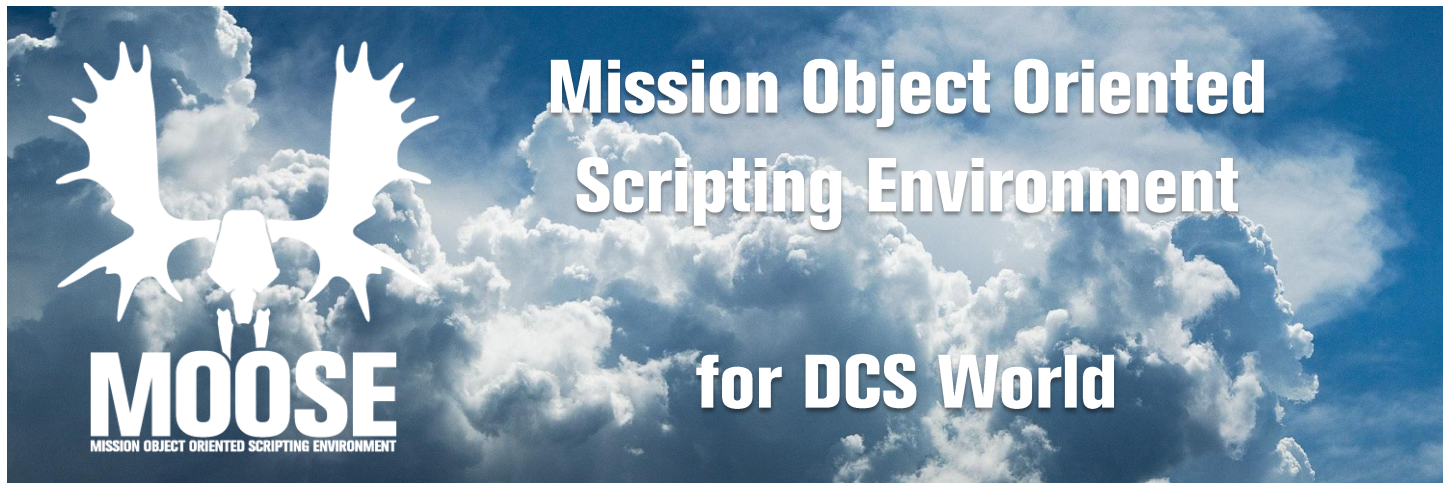 Mission Object Oriented
Scripting Environment
for DCS World
MOOSE
MISSION OBJECT ORIENTED SCRIPTING ENVIRONMENT